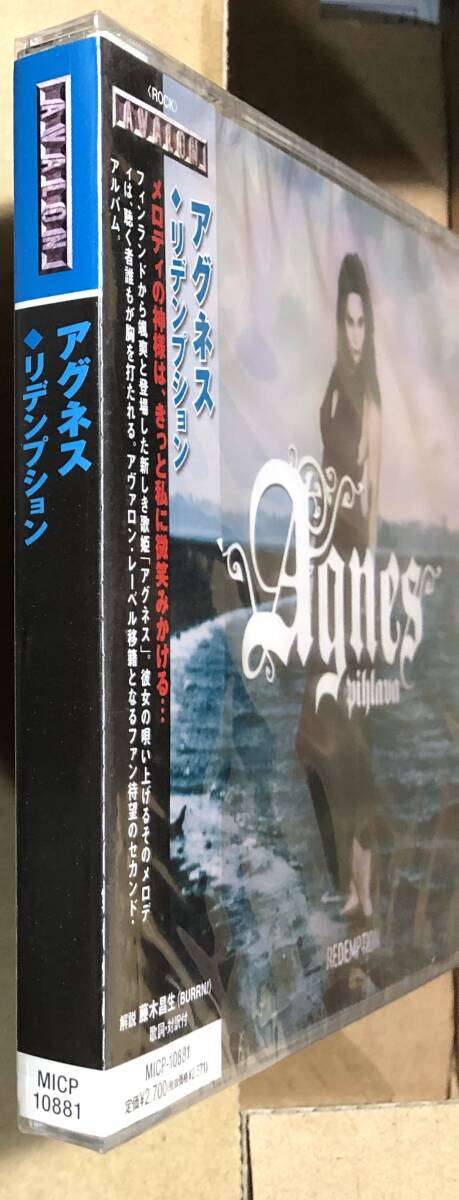 AVALON
アグネス
◆リデンプション
MICP
10881
〈ROCK〉
AVALON
アグネス
◆リデンプション
メロディの神様は、きっと私に微笑みかける…
フィンランドから颯爽と登場した新しき歌姫「アグネス」。彼女の唄い上げるそのメロデ
ィは、聴く者誰もが胸を打たれる。アヴァロン・レーベル移籍となるファン待望のセカンド・
アルバム。
解説 藤木昌生(BURRN!)
歌詞・対訳付
MICP-10881
定価¥2,700(税抜価格¥2,571)
Agnes
pihlava
REDEMPTION